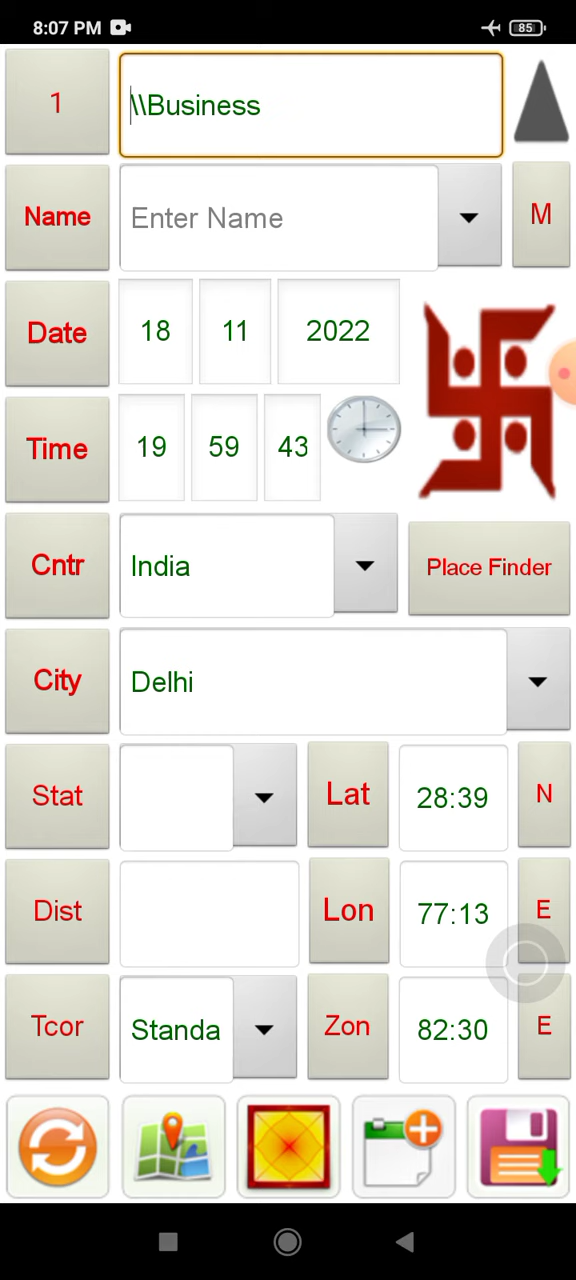 8:07 PM 85
1 \\Business
Name Enter Name M
Date 18 11 2022
Time 19 59 43
Cntr India Place Finder
City Delhi
Stat Lat 28:39 N
Dist Lon 77:13 E
Tcor Standa Zon 82:30 E